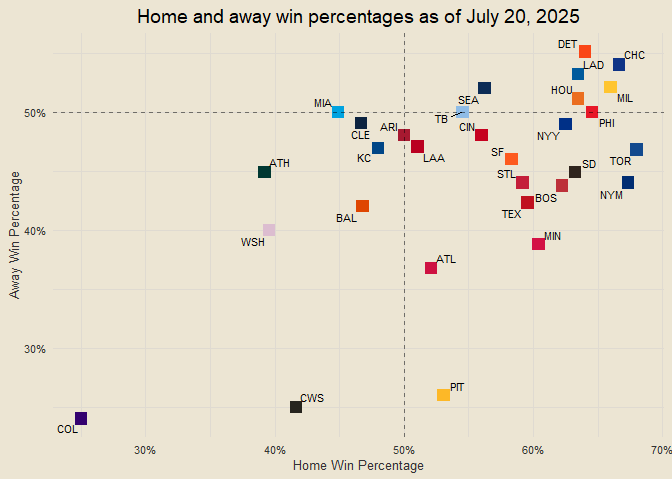 Home and away win percentages as of July 20, 2025
DET
CHC
LAD
HOU
MIL
SEA
MIA
50%
TB
PHI
CLE
ARI
CIN
NYY
KC
LAA
SF
TOR
ATH
STL
SD
BOS
NYM
BAL
TEX
40%
WSH
MIN
ATL
30%
PIT
CWS
COL
Away Win Percentage
30%
40%
50%
60%
70%
Home Win Percentage